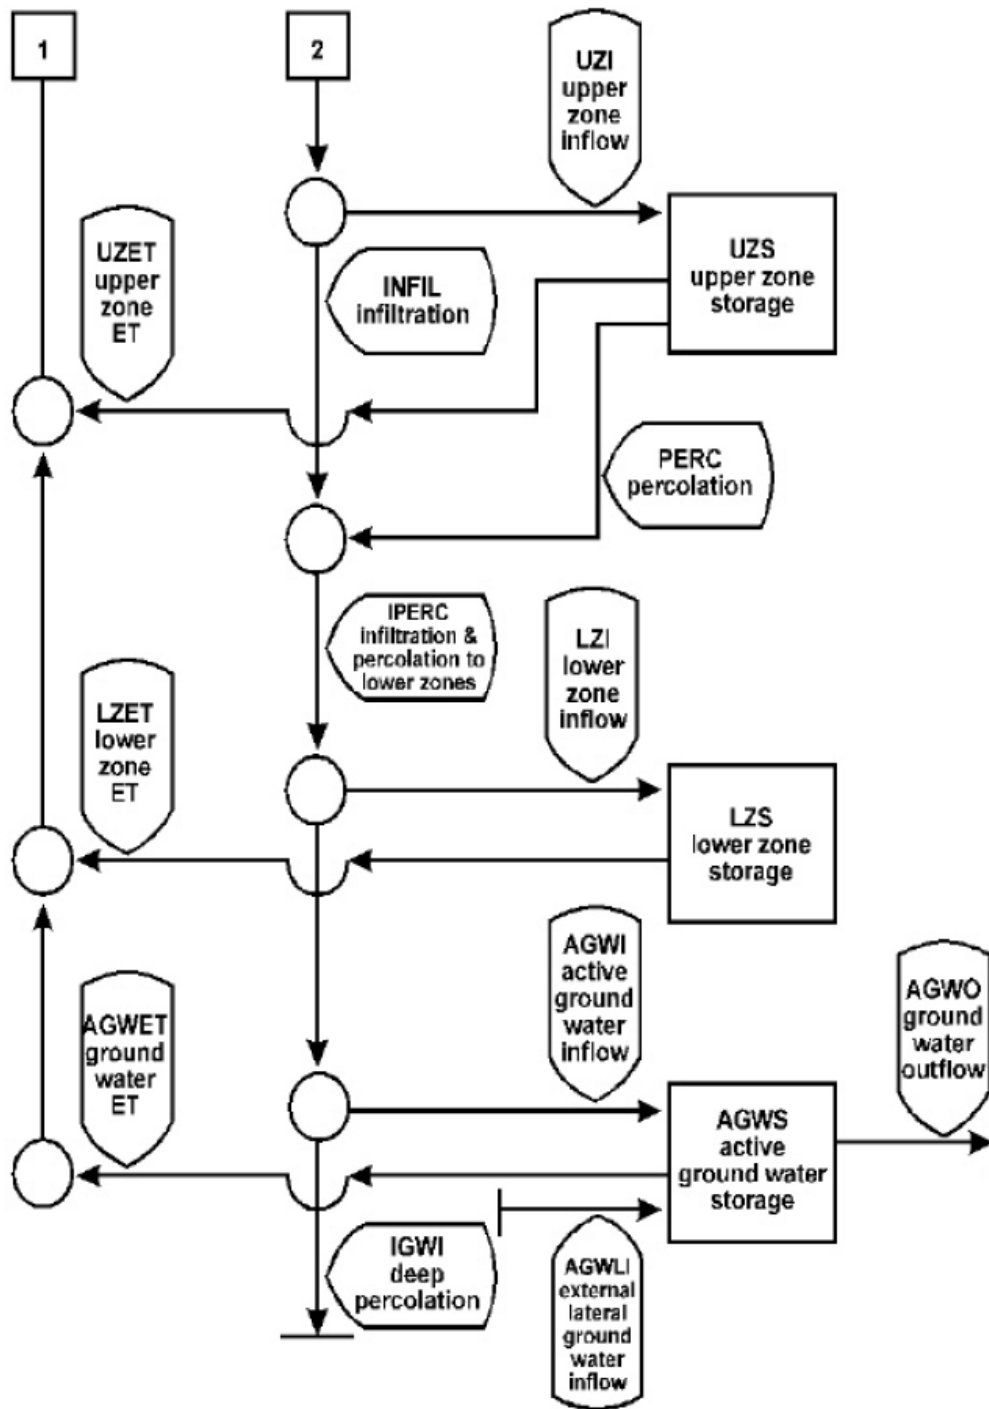 1
2
UZI
upper
zone
inflow
UZET
upper
zone
ET
INFIL
infiltration
UZS
upper zone
storage
PERC
percolation
IPERC
infiltration &
percolation to
lower zones
LZI
lower
zone
inflow
LZET
lower
zone
ET
LZS
lower zone
storage
AGWI
active
ground
water
inflow
AGWO
ground
water
outflow
AGWET
ground
water
ET
AGWS
active
ground water
storage
IGWI
deep
percolation
AGWLI
external
lateral
ground
water
inflow